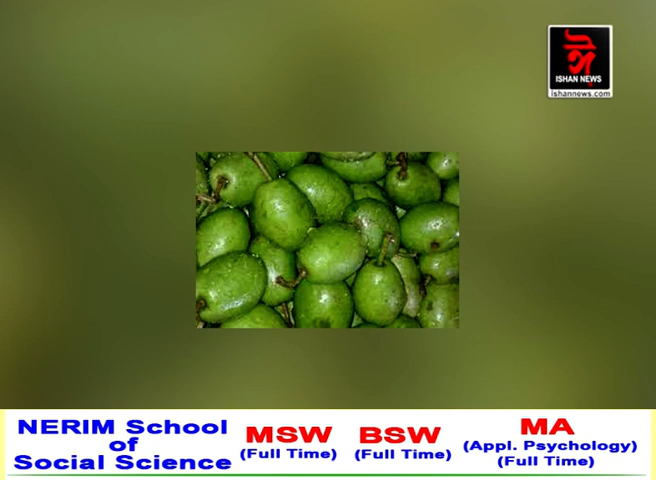 ISHAN NEWS
ishannews.com
NERIM School
of
Social Science
MSW
(Full Time)
BSW
(Full Time)
MA
(Appl. Psychology)
(Full Time)